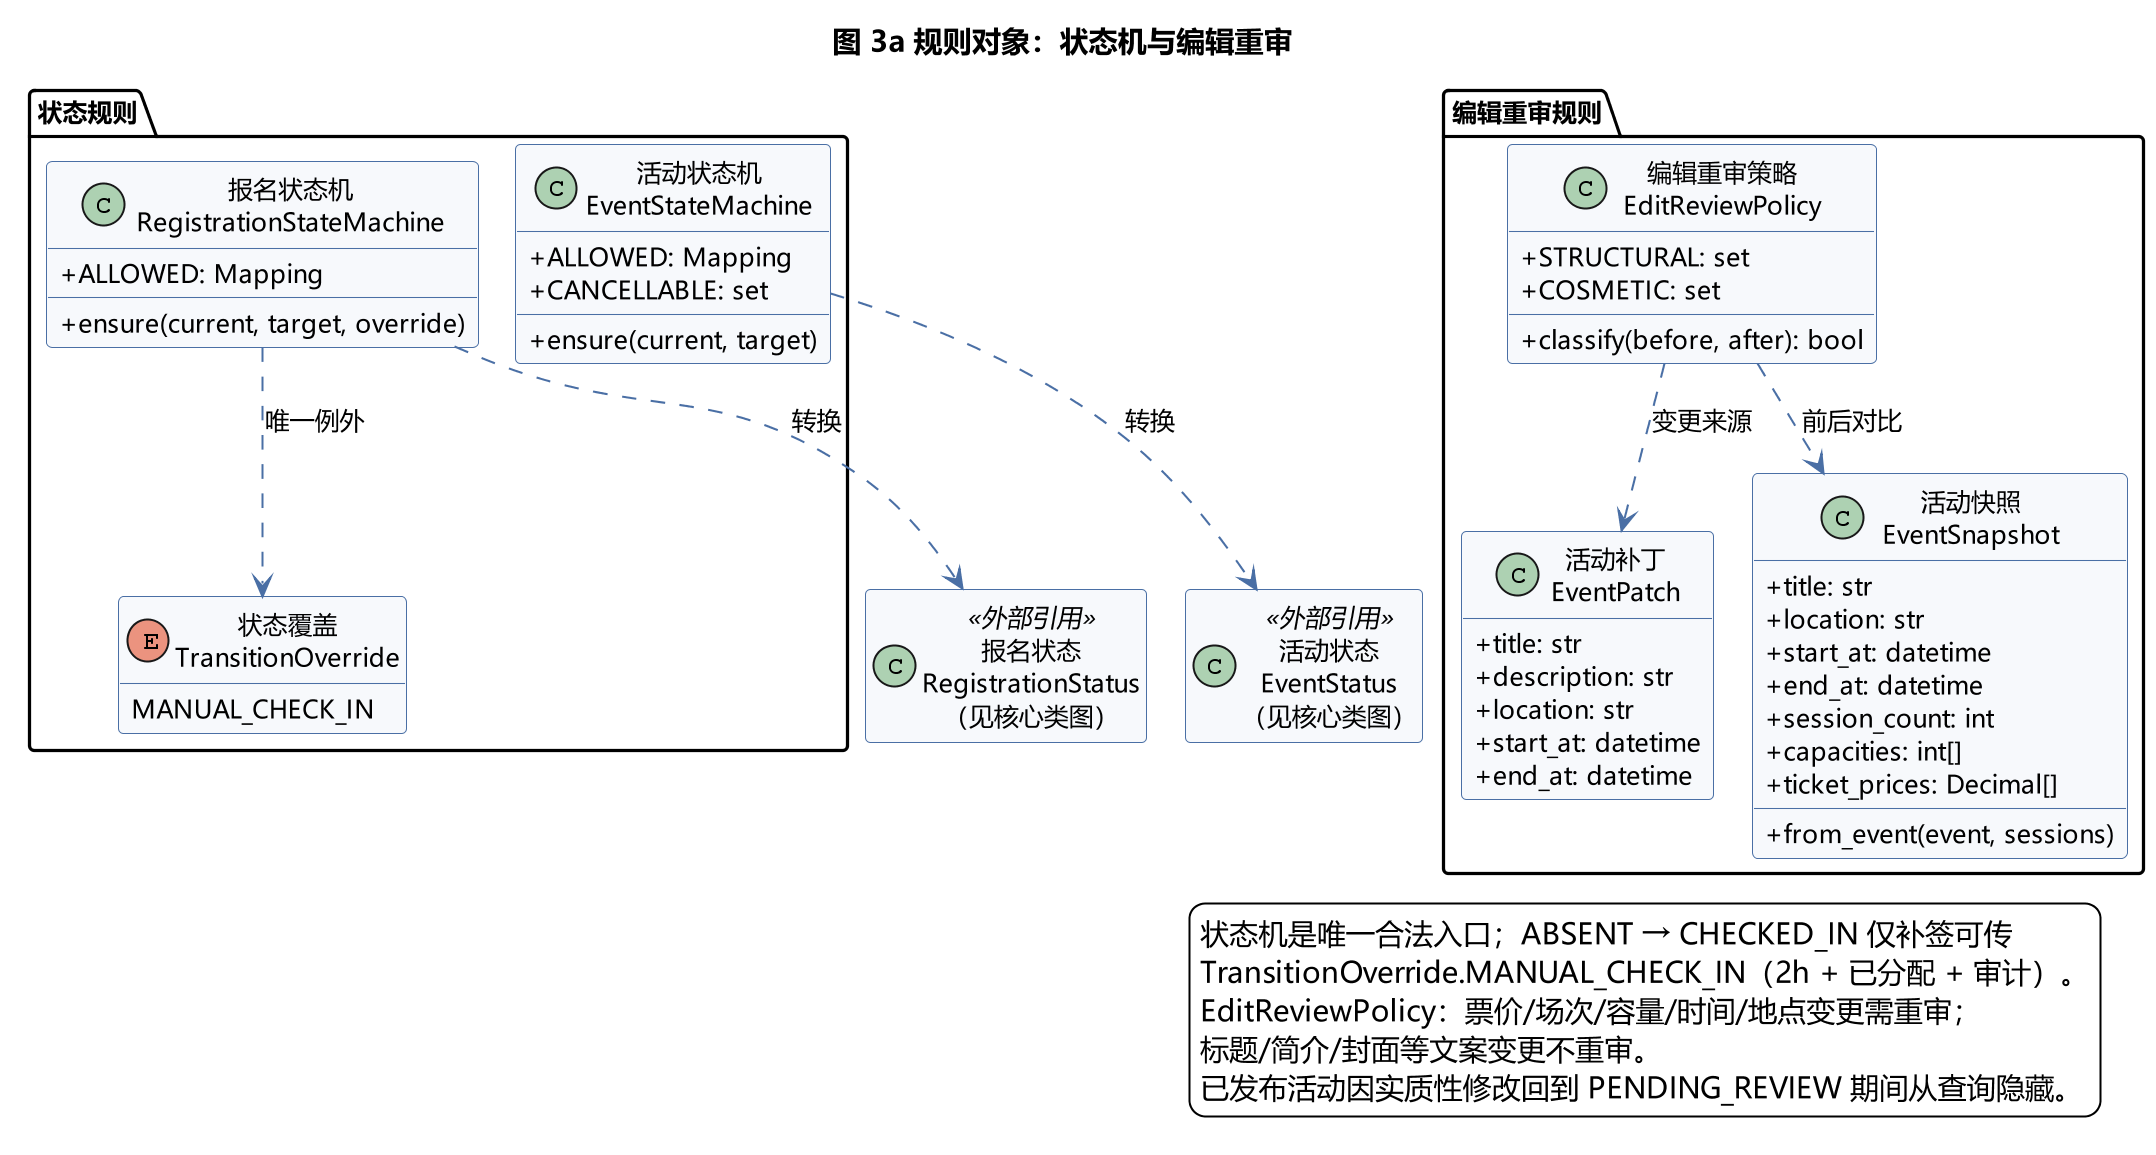 图 3a 规则对象：状态机与编辑重审
状态规则
C
报名状态机
RegistrationStateMachine
+ALLOWED: Mapping
+ensure(current, target, override)
C
活动状态机
EventStateMachine
+ALLOWED: Mapping
+CANCELLABLE: set
+ensure(current, target)
唯一例外
转换
转换
E
状态覆盖
TransitionOverride
MANUAL_CHECK_IN
C
«外部引用»
报名状态
RegistrationStatus
（见核心类图）
C
«外部引用»
活动状态
EventStatus
（见核心类图）
编辑重审规则
C
编辑重审策略
EditReviewPolicy
+STRUCTURAL: set
+COSMETIC: set
+classify(before, after): bool
变更来源
前后对比
C
活动补丁
EventPatch
+title: str
+description: str
+location: str
+start_at: datetime
+end_at: datetime
C
活动快照
EventSnapshot
+title: str
+location: str
+start_at: datetime
+end_at: datetime
+session_count: int
+capacities: int[]
+ticket_prices: Decimal[]
+from_event(event, sessions)
状态机是唯一合法入口；ABSENT → CHECKED_IN 仅补签可传
TransitionOverride.MANUAL_CHECK_IN（2h + 已分配 + 审计）。
EditReviewPolicy：票价/场次/容量/时间/地点变更需重审；
标题/简介/封面等文案变更不重审。
已发布活动因实质性修改回到 PENDING_REVIEW 期间从查询隐藏。